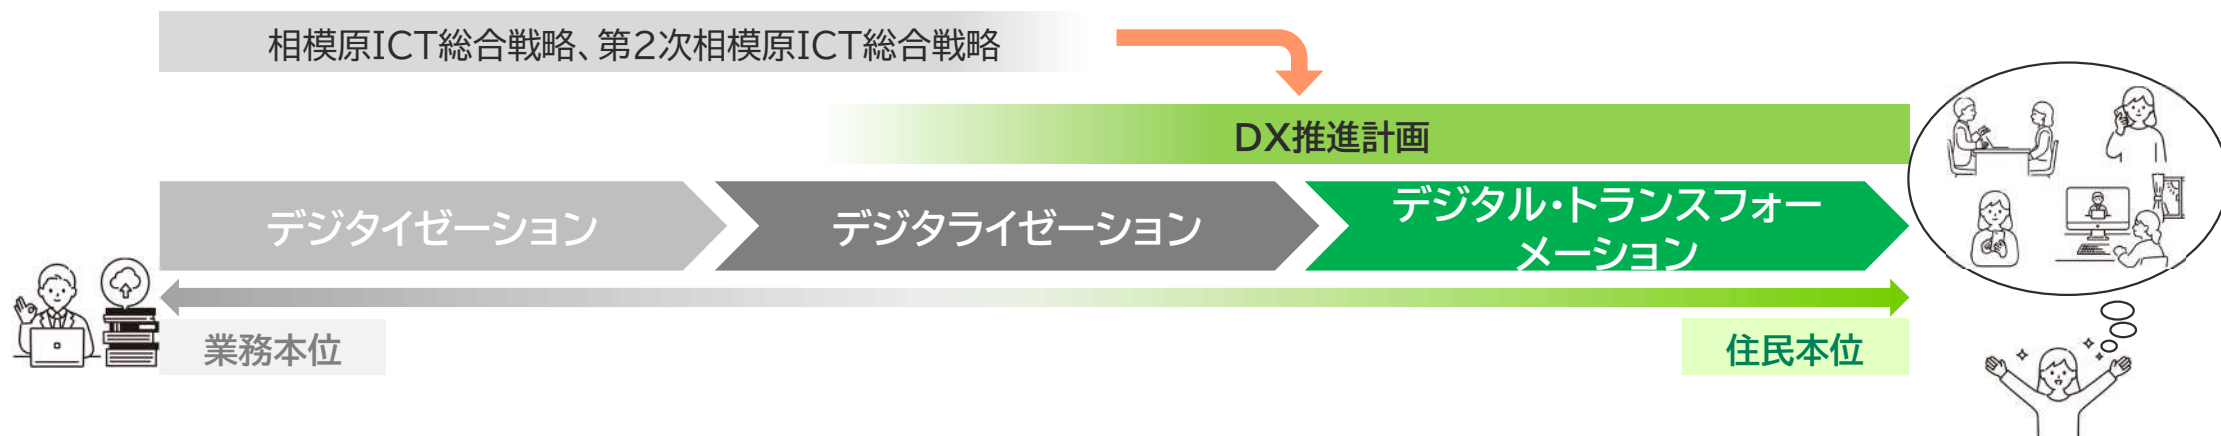 相模原ICT総合戦略、第2次相模原ICT総合戦略
DX推進計画
デジタイゼーション
デジタライゼーション
デジタル・トランスフォー
メーション
業務本位
住民本位